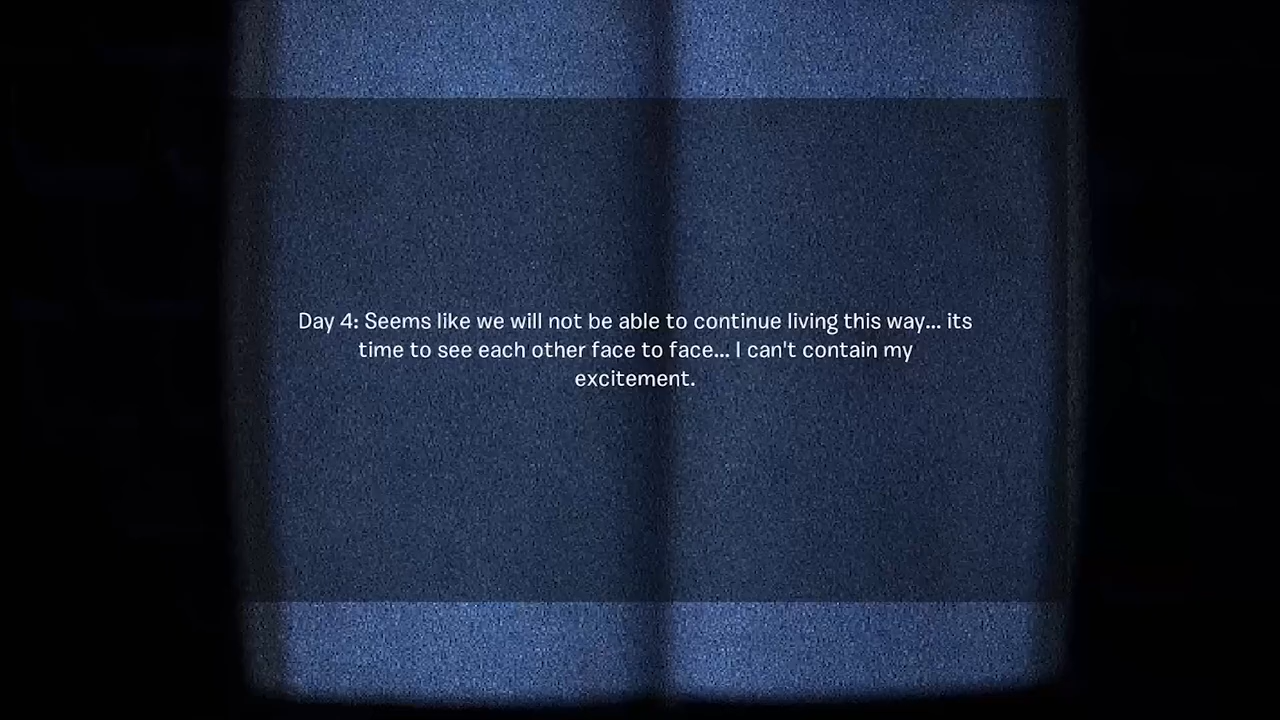 Day 4: Seems like we will not be able to continue living this way... its
time to see each other face to face... I can't contain my
excitement.